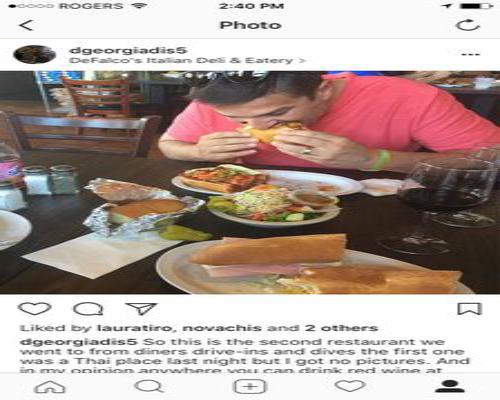 ROGERS 2:40 PM
Photo
dgeorgiadis5
DeFalco's Italian Deli & Eatery >
Liked by lauratiro, novachis and 2 others
dgeorgiadis5 So this is the second restaurant we
went to from diners drive-ins and dives the first one
was a Thai place last night but I got no pictures. And
in my opinion anywhere you can drink red wine at